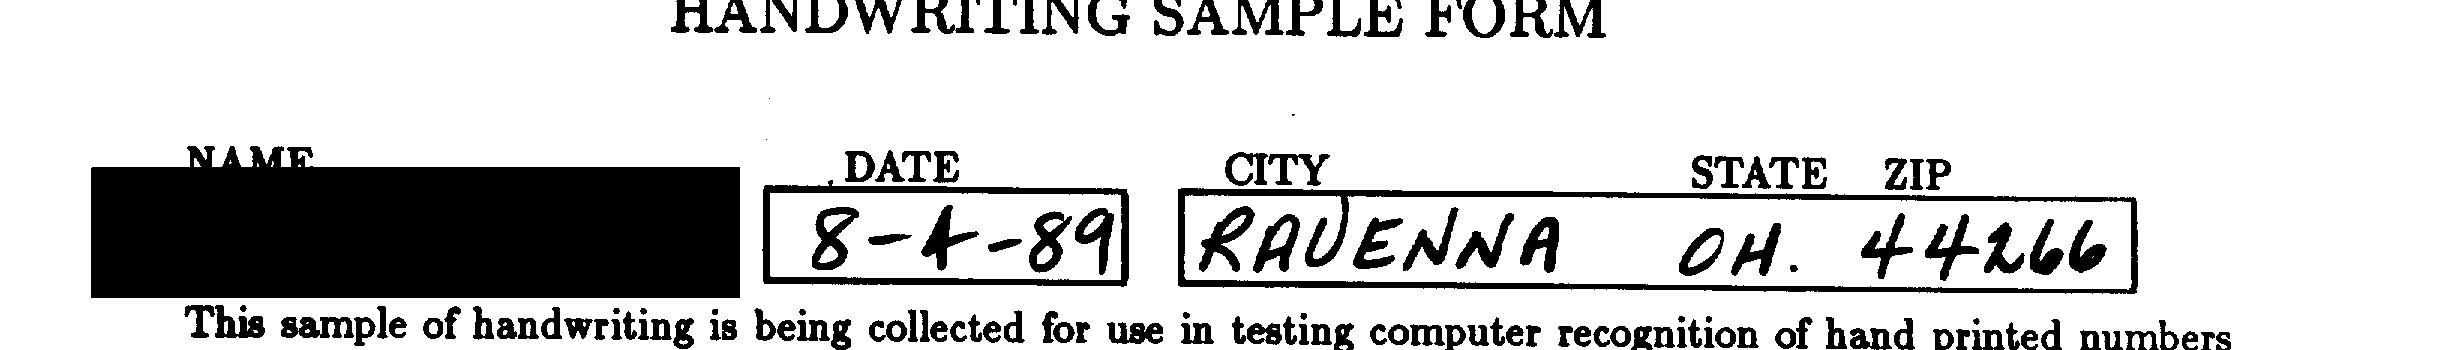 HANDWRITING SAMPLE FORM
NAME DATE CITY STATE ZIP
8-4-89 RAVENNA OH. 44266
This sample of handwriting is being collected for use in testing computer recognition of hand printed numbers